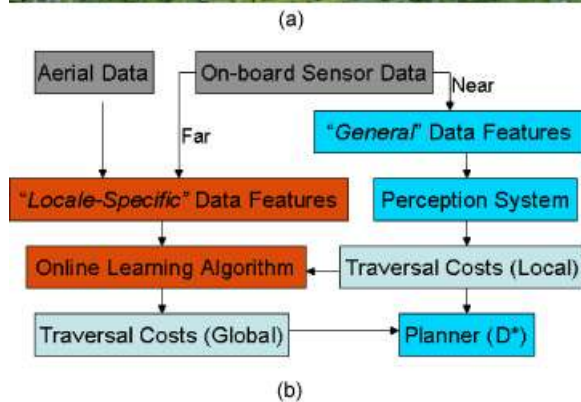 (a)
Aerial Data
On-board Sensor Data
Near
Far
"General" Data Features
"Locale-Specific" Data Features
Perception System
Online Learning Algorithm
Traversal Costs (Local)
Traversal Costs (Global)
Planner (D*)
(b)